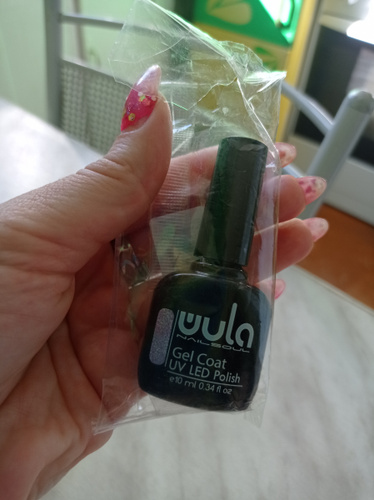 wula
NAILSOUL
Gel Coat
UV LED Polish
e10 ml 0.34 fl oz